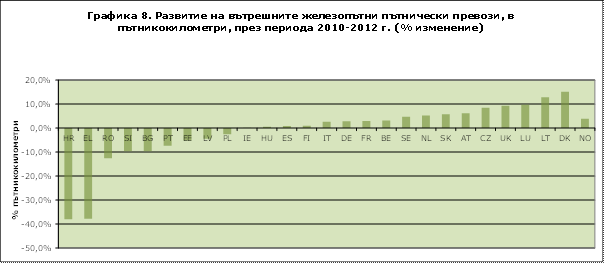 Графика 8. Развитие на вътрешните железопътни пътнически превози, в
пътникокилометри, през периода 2010-2012 г. (% изменение)
% пътникокилометри
20,0%
10,0%
0,0%
-10,0%
-20,0%
-30,0%
-40,0%
-50,0%
HR EL RO SI BG PT EE LV PL IE HU ES FI IT DE FR BE SE NL SK AT CZ UK LU LT DK NO